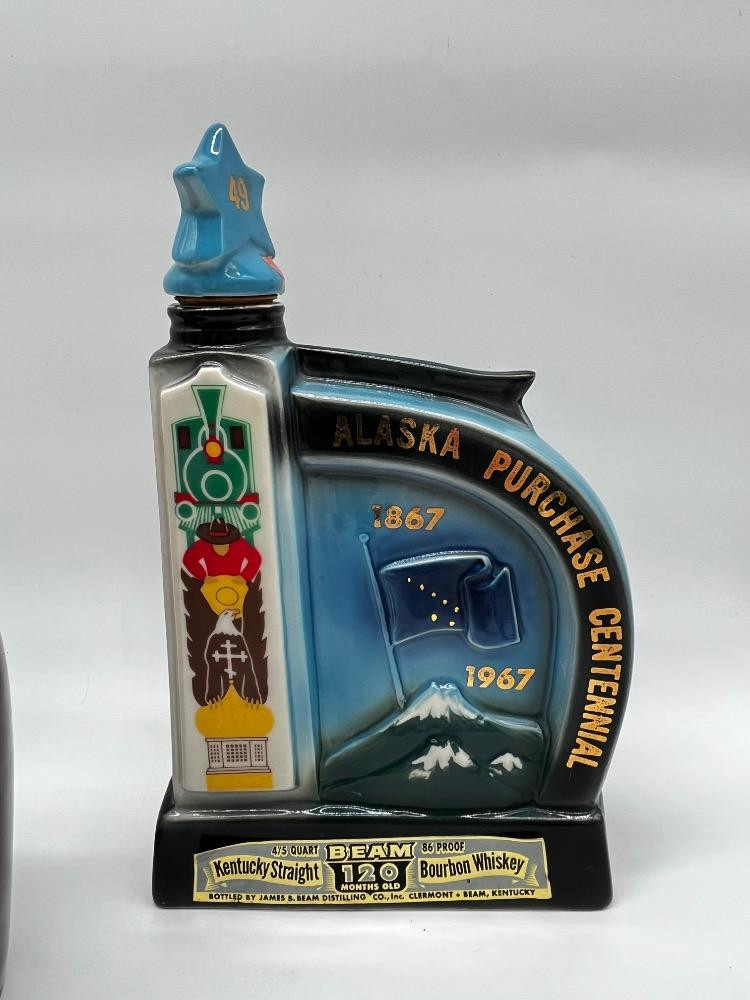 49
ALASKA PURCHASE CENTENNIAL
1867
1967
4/5 QUART BEAM 86 PROOF
Kentucky Straight 120 Bourbon Whiskey
MONTHS OLD
BOTTLED BY JAMES B. BEAM DISTILLING CO., Inc. CLERMONT • BEAM, KENTUCKY